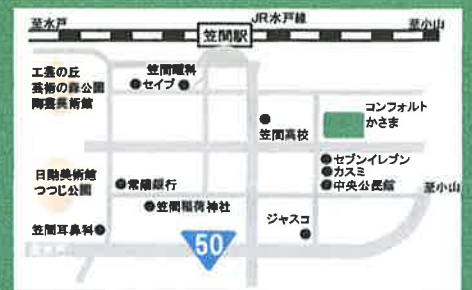 至水戸
JR水戸線
至小山
笠間駅
工芸の丘
芸術の森公園
陶芸美術館
笠間眼科
セイブ
笠間高校
コンフォルト
かさま
セブンイレブン
カスミ
中央公民館
日動美術館
つつじ公園
常陽銀行
至小山
笠間稲荷神社
笠間耳鼻科
ジャスコ
50